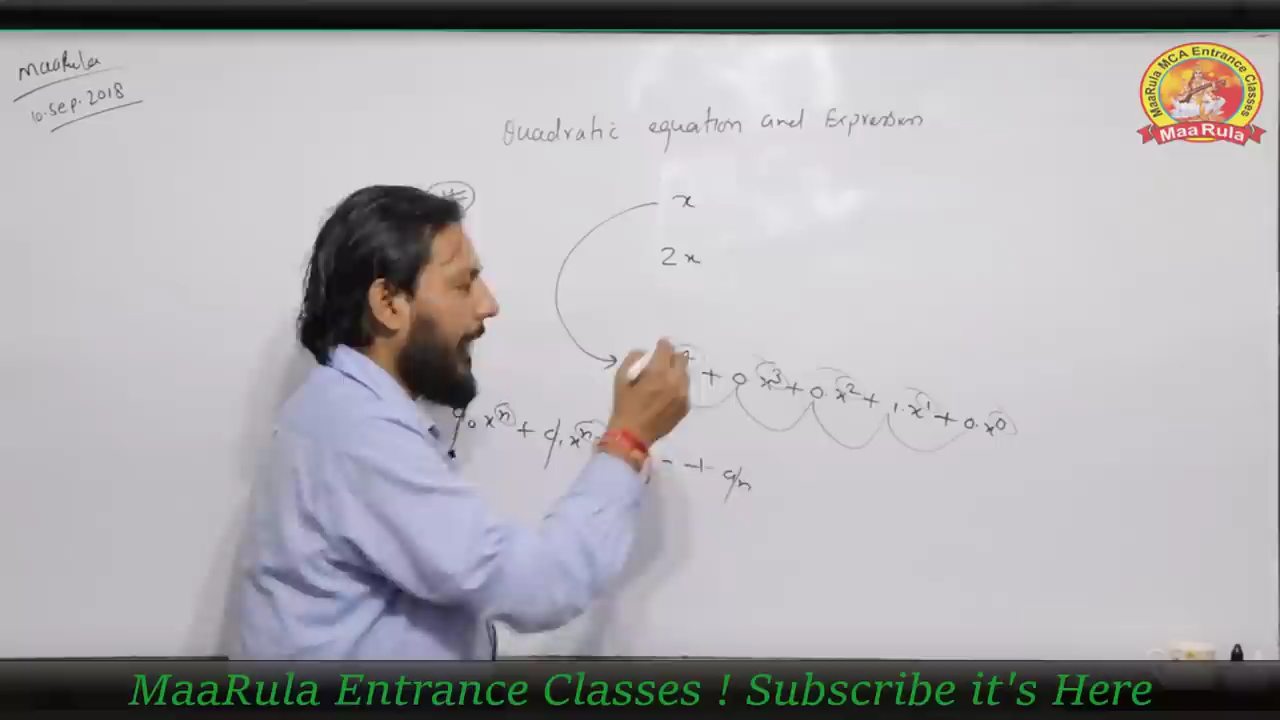 MaaRula
10.Sep.2018
MaaRula MCA Entrance Classes
MaaRula
Quadratic equation and Expression
x
2x
+ 0 x³ + 0.x² + 1.x¹ + 0.x⁰
a₀xⁿ + a₁xⁿ - + aₙ
MaaRula Entrance Classes ! Subscribe it's Here